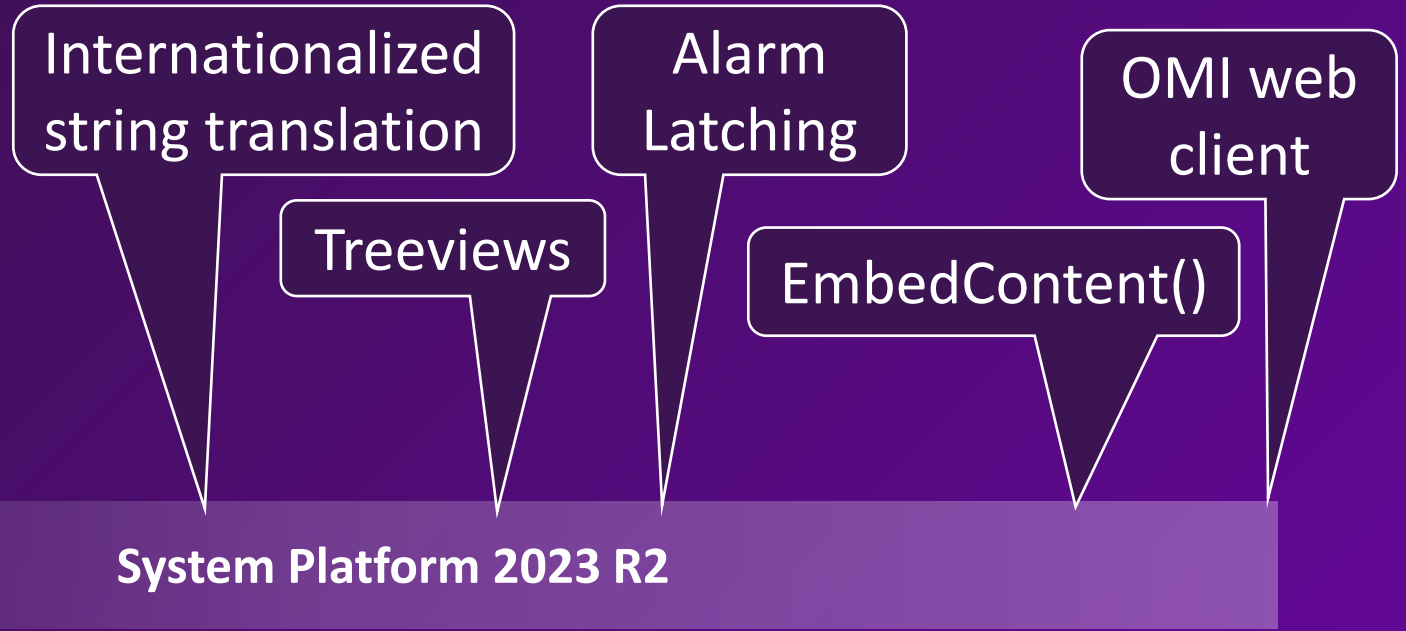 Internationalized
string translation
Treeviews
Alarm
Latching
EmbedContent()
OMI web
client
System Platform 2023 R2